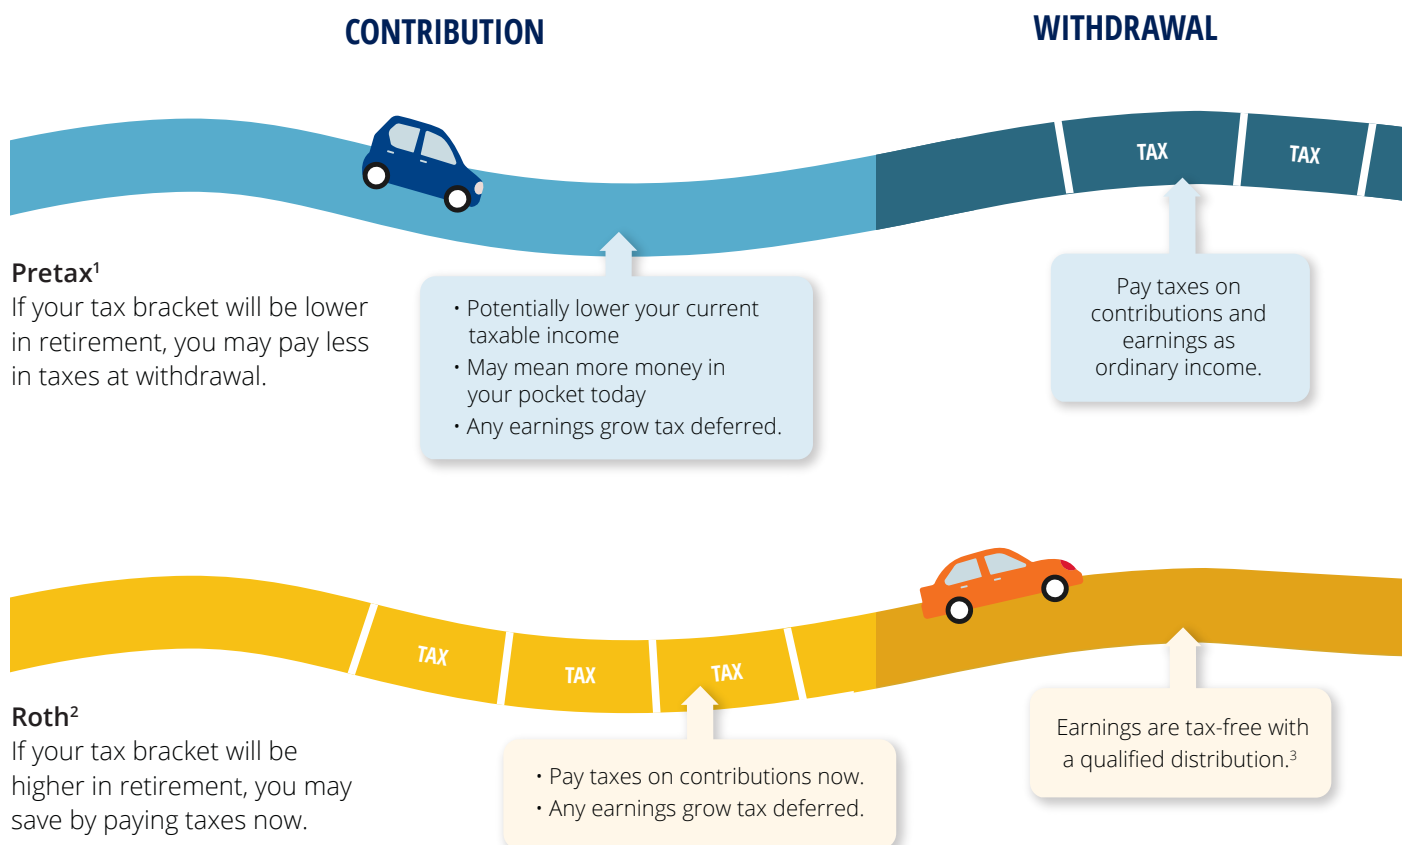 CONTRIBUTION
WITHDRAWAL
TAX
TAX
Pretax¹
If your tax bracket will be lower
in retirement, you may pay less
in taxes at withdrawal.
• Potentially lower your current
taxable income
• May mean more money in
your pocket today
• Any earnings grow tax deferred.
Pay taxes on
contributions and
earnings as
ordinary income.
TAX
TAX
TAX
Roth²
If your tax bracket will be
higher in retirement, you may
save by paying taxes now.
• Pay taxes on contributions now.
• Any earnings grow tax deferred.
Earnings are tax-free with
a qualified distribution.³